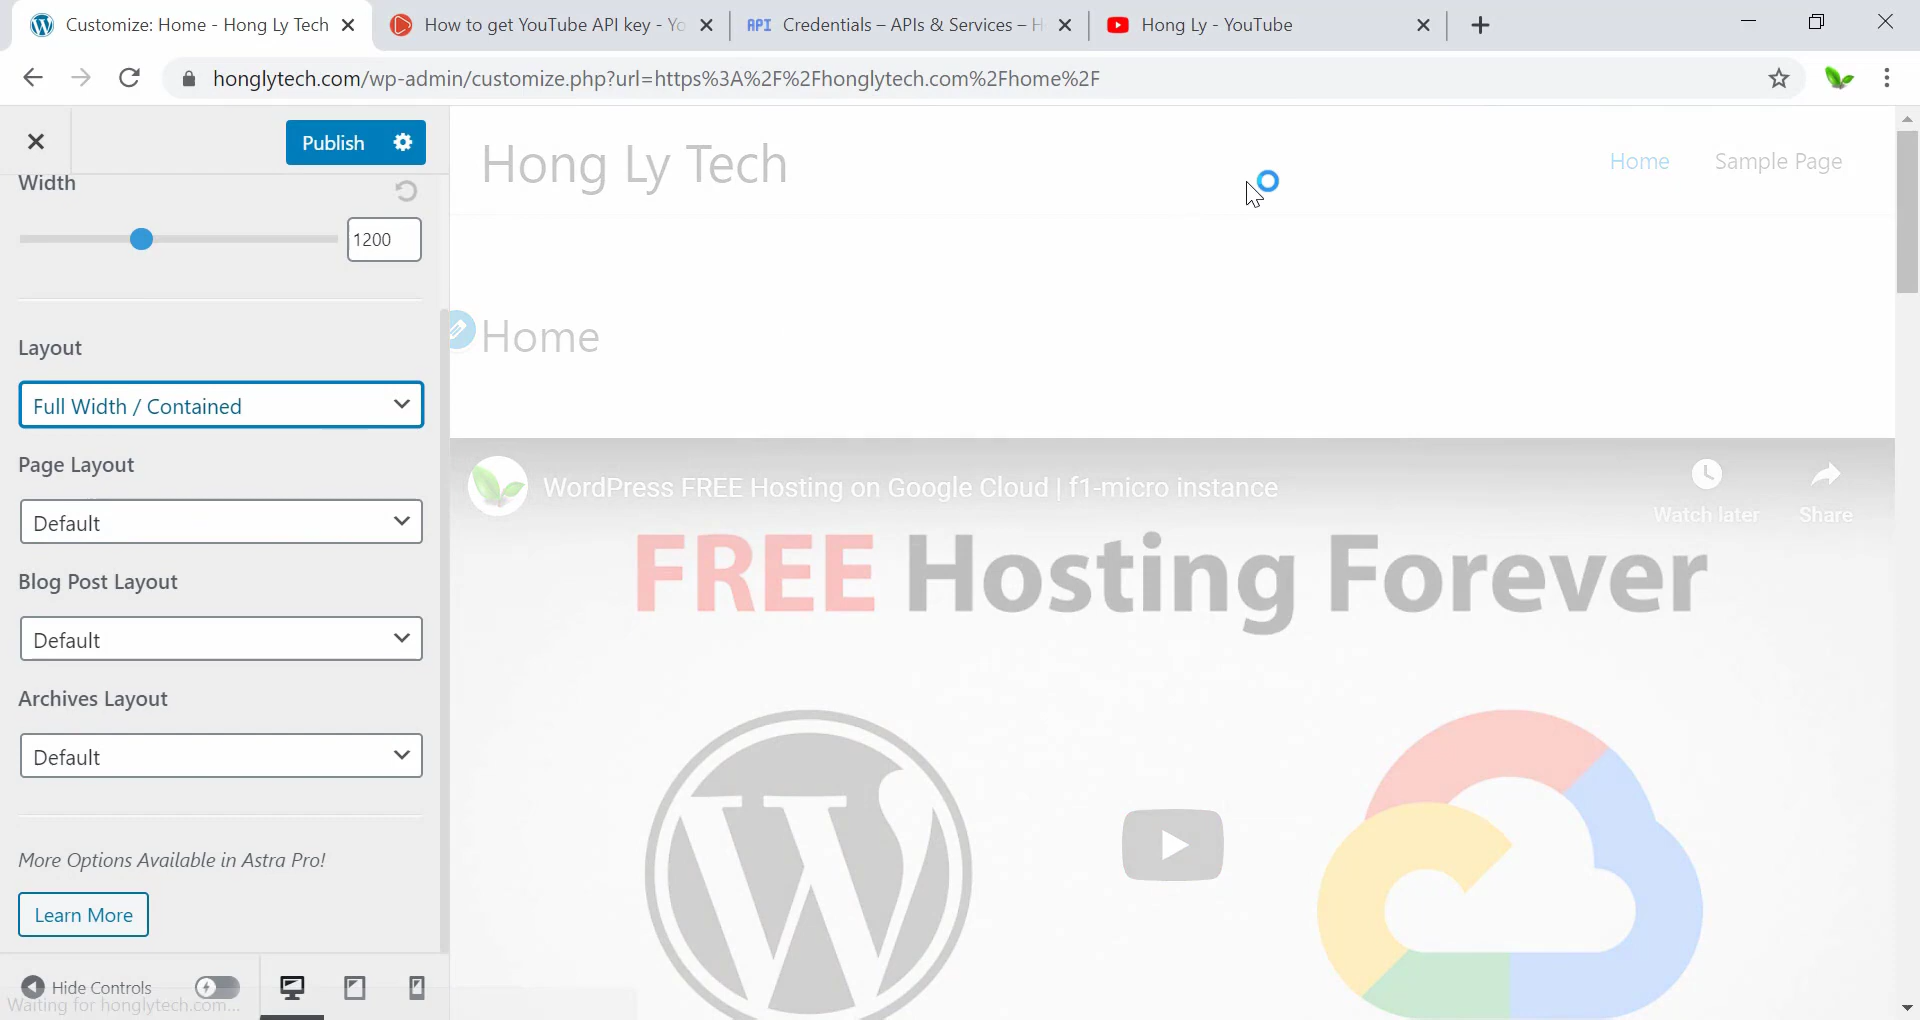 Customize: Home - Hong Ly Tech
How to get YouTube API key - Yo
API Credentials – APIs & Services – H
Hong Ly - YouTube
honglytech.com/wp-admin/customize.php?url=https%3A%2F%2Fhonglytech.com%2Fhome%2F
Publish
Width
1200
Layout
Full Width / Contained
Page Layout
Default
Blog Post Layout
Default
Archives Layout
Default
More Options Available in Astra Pro!
Learn More
Hide Controls
Waiting for honglytech.com...
Hong Ly Tech
Home Sample Page
Home
WordPress FREE Hosting on Google Cloud | f1-micro instance
Watch later Share
FREE Hosting Forever